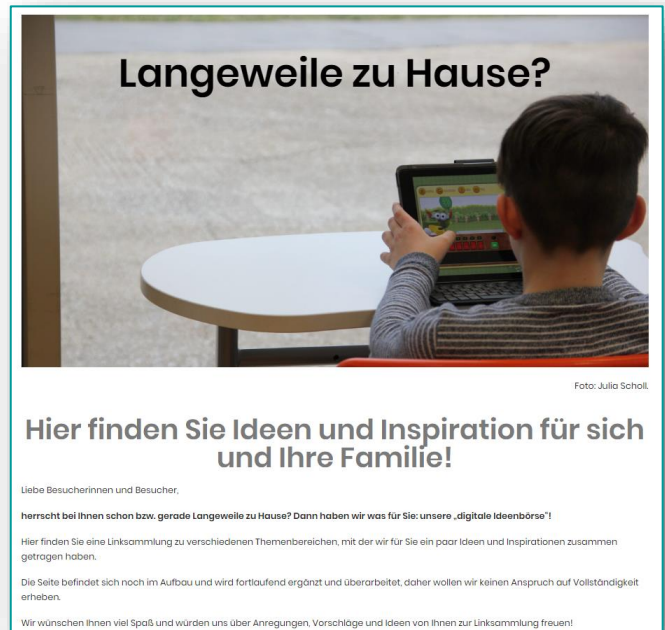 Langeweile zu Hause?
Foto: Julia Scholl.
Hier finden Sie Ideen und Inspiration für sich
und Ihre Familie!
Liebe Besucherinnen und Besucher,
herrscht bei Ihnen schon bzw. gerade Langeweile zu Hause? Dann haben wir was für Sie: unsere „digitale Ideenbörse"!
Hier finden Sie eine Linksammlung zu verschiedenen Themenbereichen, mit der wir für Sie ein paar Ideen und Inspirationen zusammen
getragen haben.
Die Seite befindet sich noch im Aufbau und wird fortlaufend ergänzt und überarbeitet, daher wollen wir keinen Anspruch auf Vollständigkeit
erheben.
Wir wünschen Ihnen viel Spaß und würden uns über Anregungen, Vorschläge und Ideen von Ihnen zur Linksammlung freuen!